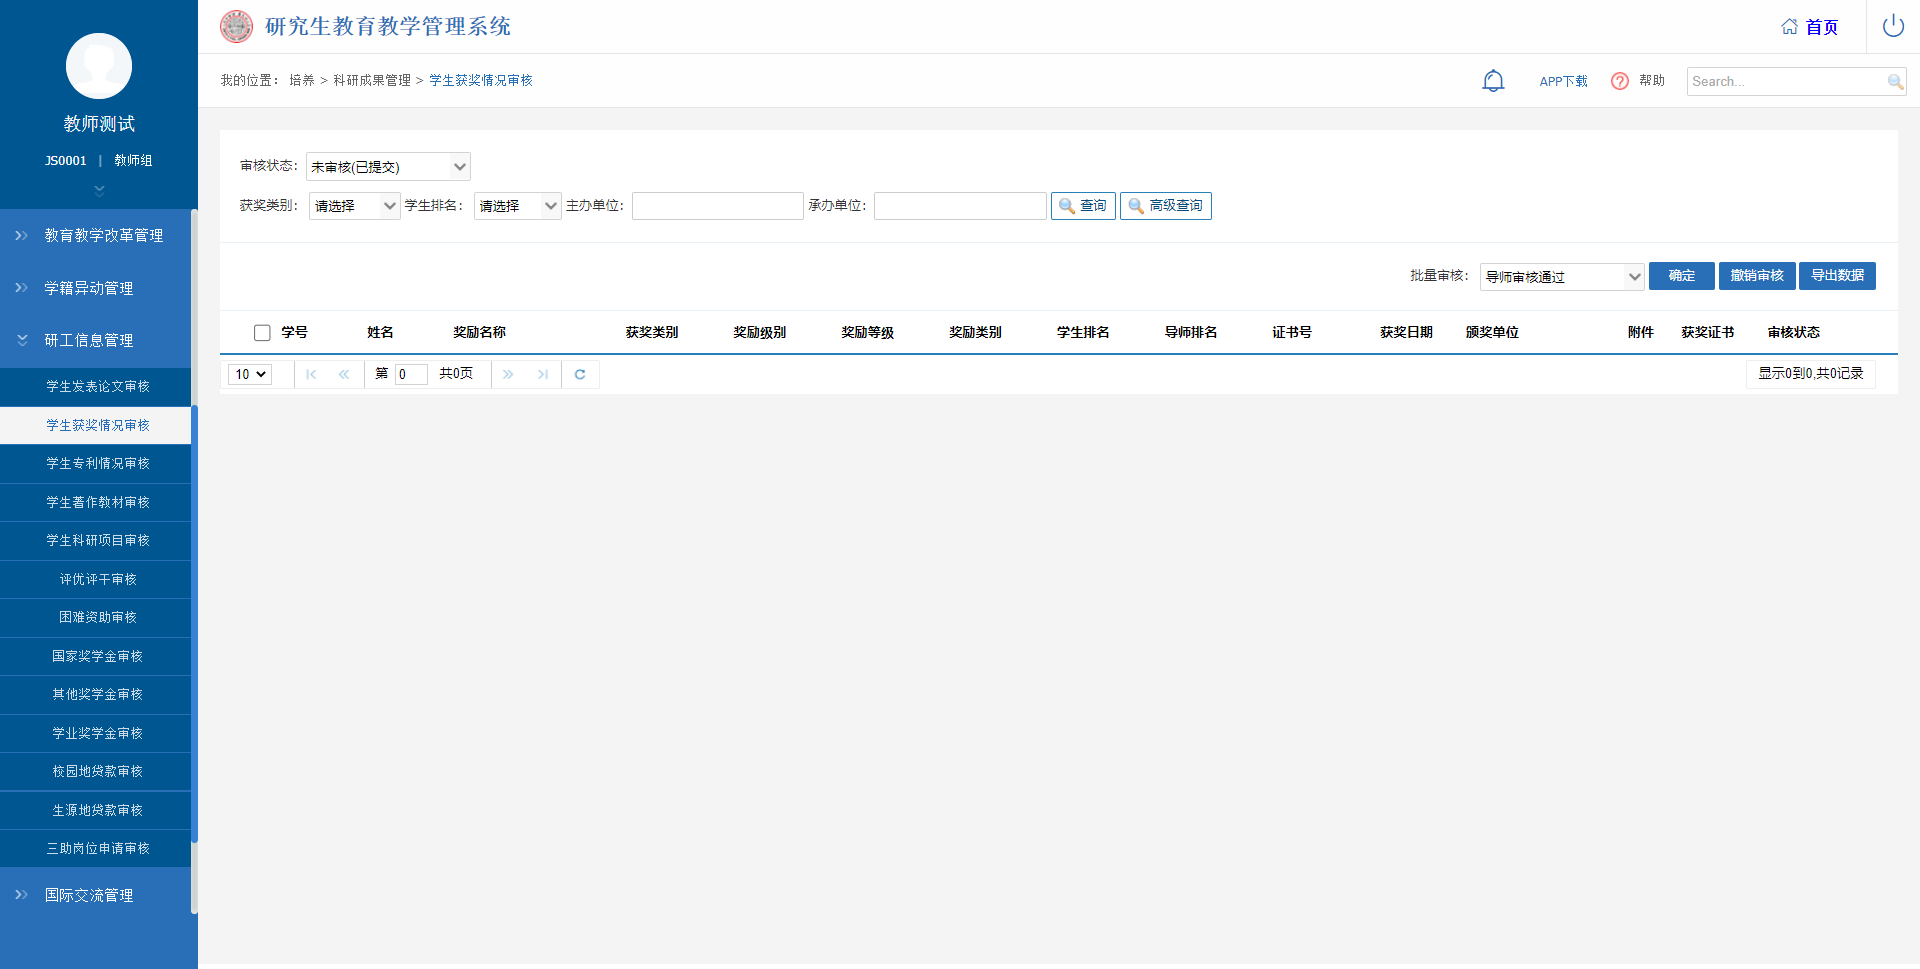 研究生教育教学管理系统
首页
教师测试
JS0001 | 教师组
我的位置： 培养 > 科研成果管理 > 学生获奖情况审核
APP下载
帮助
Search...
教育教学改革管理
学籍异动管理
研工信息管理
学生发表论文审核
学生获奖情况审核
学生专利情况审核
学生著作教材审核
学生科研项目审核
评优评干审核
困难资助审核
国家奖学金审核
其他奖学金审核
学业奖学金审核
校园地贷款审核
生源地贷款审核
三助岗位申请审核
国际交流管理
审核状态: 未审核(已提交)
获奖类别: 请选择 学生排名: 请选择 主办单位: 承办单位: 查询 高级查询
批量审核: 导师审核通过 确定 撤销审核 导出数据
学号 姓名 奖励名称 获奖类别 奖励级别 奖励等级 奖励类别 学生排名 导师排名 证书号 获奖日期 颁奖单位 附件 获奖证书 审核状态
10 第 0 共0页 显示0到0,共0记录